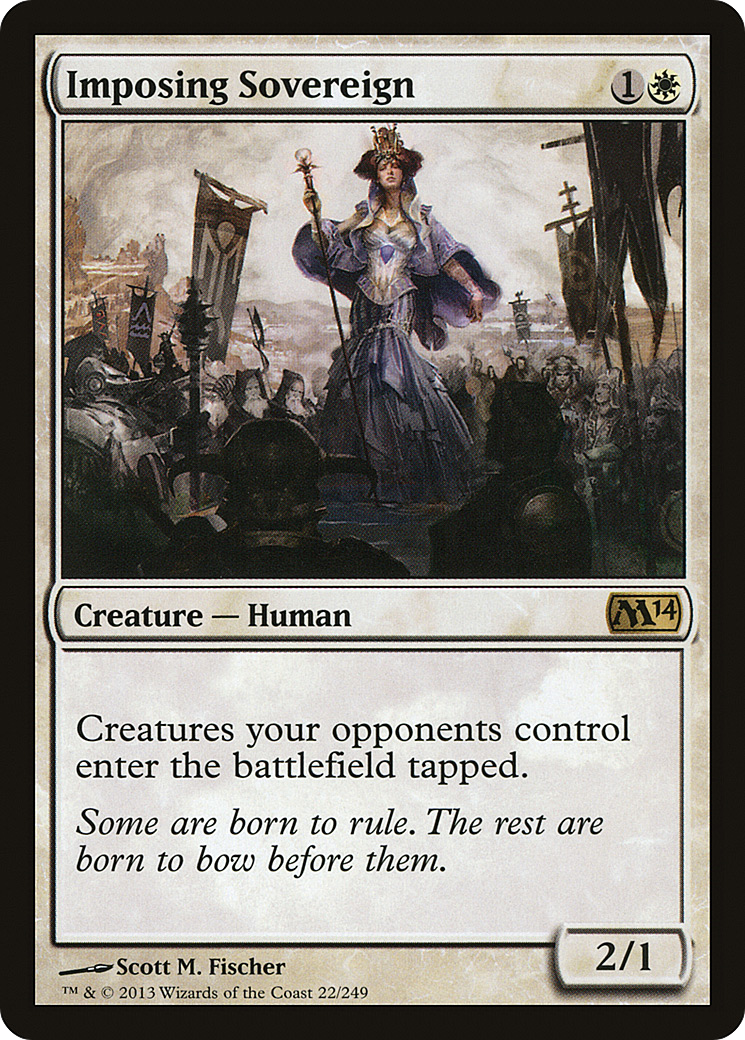 Imposing Sovereign 1
Creature — Human M14
Creatures your opponents control
enter the battlefield tapped.
Some are born to rule. The rest are
born to bow before them.
2/1
Scott M. Fischer
™ & © 2013 Wizards of the Coast 22/249